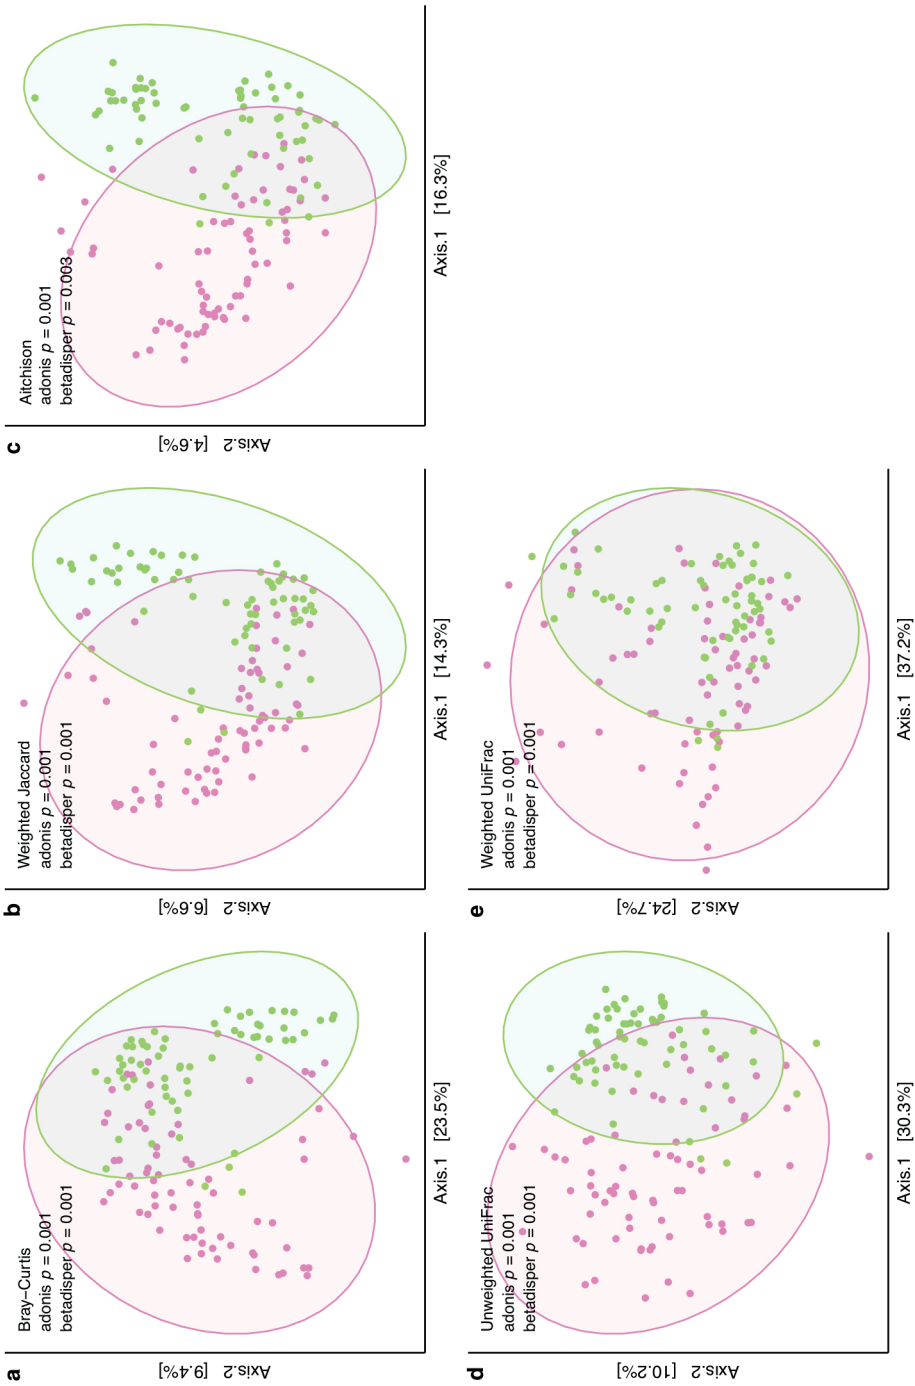 a
Bray–Curtis
adonis p = 0.001
betadisper p = 0.001
Axis.2 [9.4%]
Axis.1 [23.5%]
b
Weighted Jaccard
adonis p = 0.001
betadisper p = 0.001
Axis.2 [6.6%]
Axis.1 [14.3%]
c
Aitchison
adonis p = 0.001
betadisper p = 0.003
Axis.2 [4.6%]
Axis.1 [16.3%]
d
Unweighted UniFrac
adonis p = 0.001
betadisper p = 0.001
Axis.2 [10.2%]
Axis.1 [30.3%]
e
Weighted UniFrac
adonis p = 0.001
betadisper p = 0.001
Axis.2 [24.7%]
Axis.1 [37.2%]